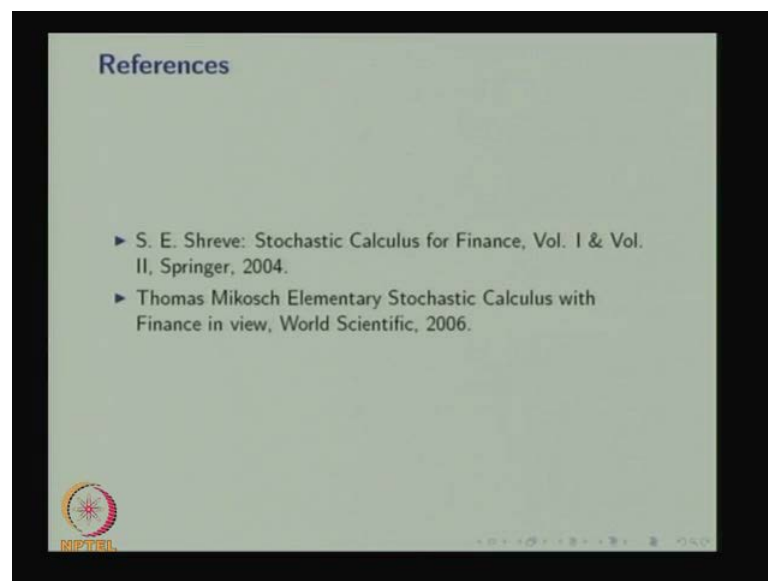 References
► S. E. Shreve: Stochastic Calculus for Finance, Vol. I & Vol.
II, Springer, 2004.
► Thomas Mikosch Elementary Stochastic Calculus with
Finance in view, World Scientific, 2006.
NPTEL